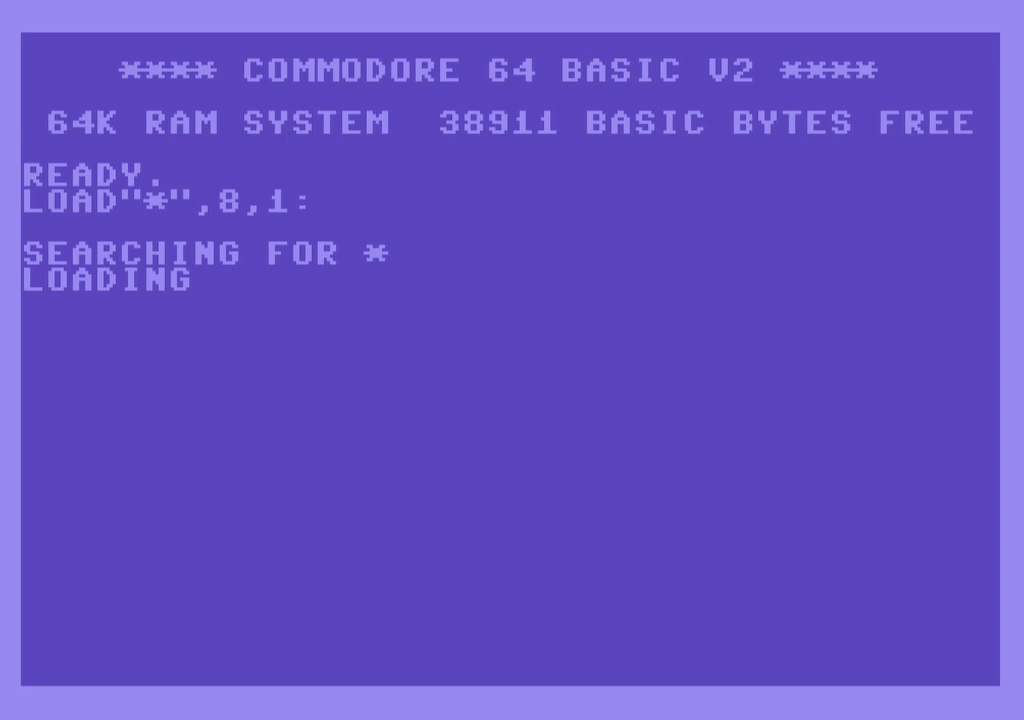 **** COMMODORE 64 BASIC V2 ****
64K RAM SYSTEM  38911 BASIC BYTES FREE
READY.
LOAD"*",8,1:
SEARCHING FOR *
LOADING